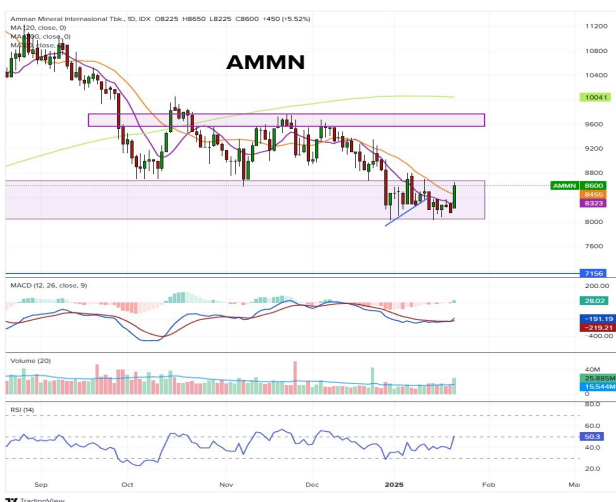 Amman Mineral Internasional Tbk., 1D, IDX O8225 H8650 L8225 C8600 +450 (+5.52%)
MA (20, close, 0)
MA
close, 0)
AMMN
11200
10800
10400
10041
9600
9200
8800
AMMN 8600
8455
8323
8000
7600
7156
MACD (12, 26, close, 9)
200.00
28.02
−191.19
−219.21
−400.00
Volume (20)
40M
25.885M
15.544M
RSI (14)
80.0
60.0
50.3
40.0
20.0
Sep Oct Nov Dec 2025 Feb Mar
TradingView